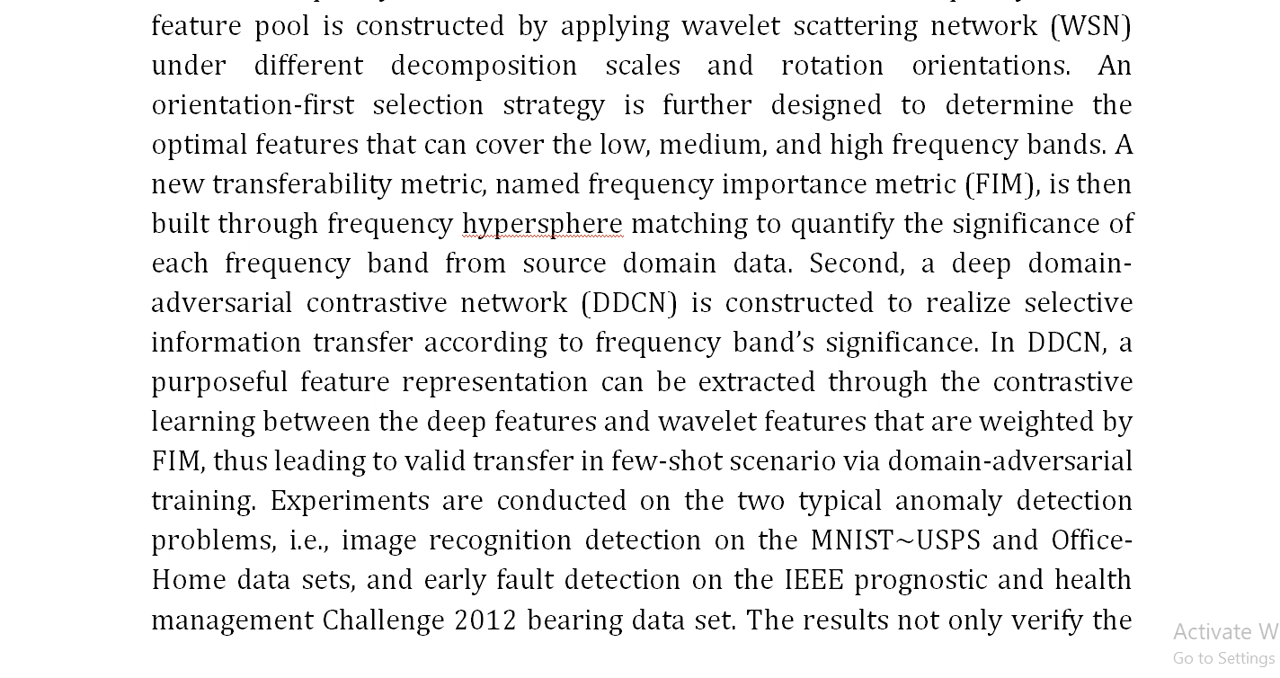 feature pool is constructed by applying wavelet scattering network (WSN)
under different decomposition scales and rotation orientations. An
orientation-first selection strategy is further designed to determine the
optimal features that can cover the low, medium, and high frequency bands. A
new transferability metric, named frequency importance metric (FIM), is then
built through frequency hypersphere matching to quantify the significance of
each frequency band from source domain data. Second, a deep domain-
adversarial contrastive network (DDCN) is constructed to realize selective
information transfer according to frequency band’s significance. In DDCN, a
purposeful feature representation can be extracted through the contrastive
learning between the deep features and wavelet features that are weighted by
FIM, thus leading to valid transfer in few-shot scenario via domain-adversarial
training. Experiments are conducted on the two typical anomaly detection
problems, i.e., image recognition detection on the MNIST~USPS and Office-
Home data sets, and early fault detection on the IEEE prognostic and health
management Challenge 2012 bearing data set. The results not only verify the
Activate W
Go to Settings